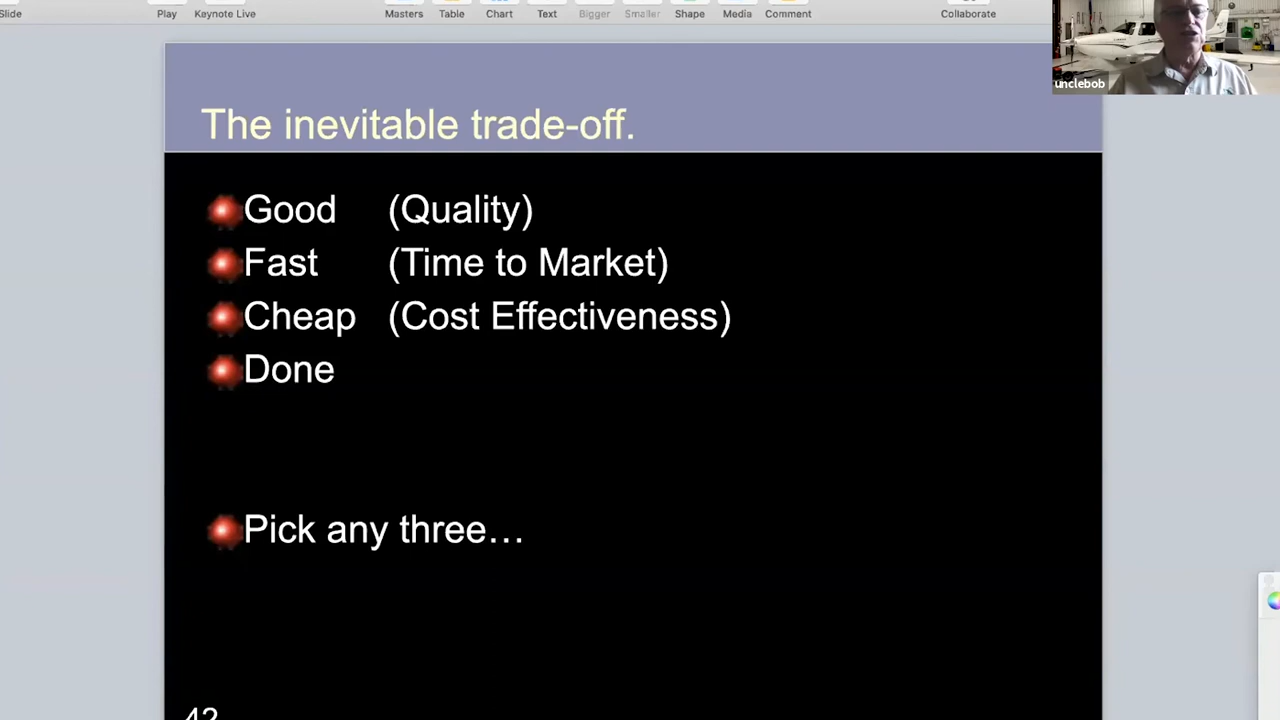 Slide
Play
Keynote Live
Masters
Table
Chart
Text
Bigger
Smaller
Shape
Media
Comment
Collaborate
unclebob
The inevitable trade-off.
Good (Quality)
Fast (Time to Market)
Cheap (Cost Effectiveness)
Done
Pick any three…
42